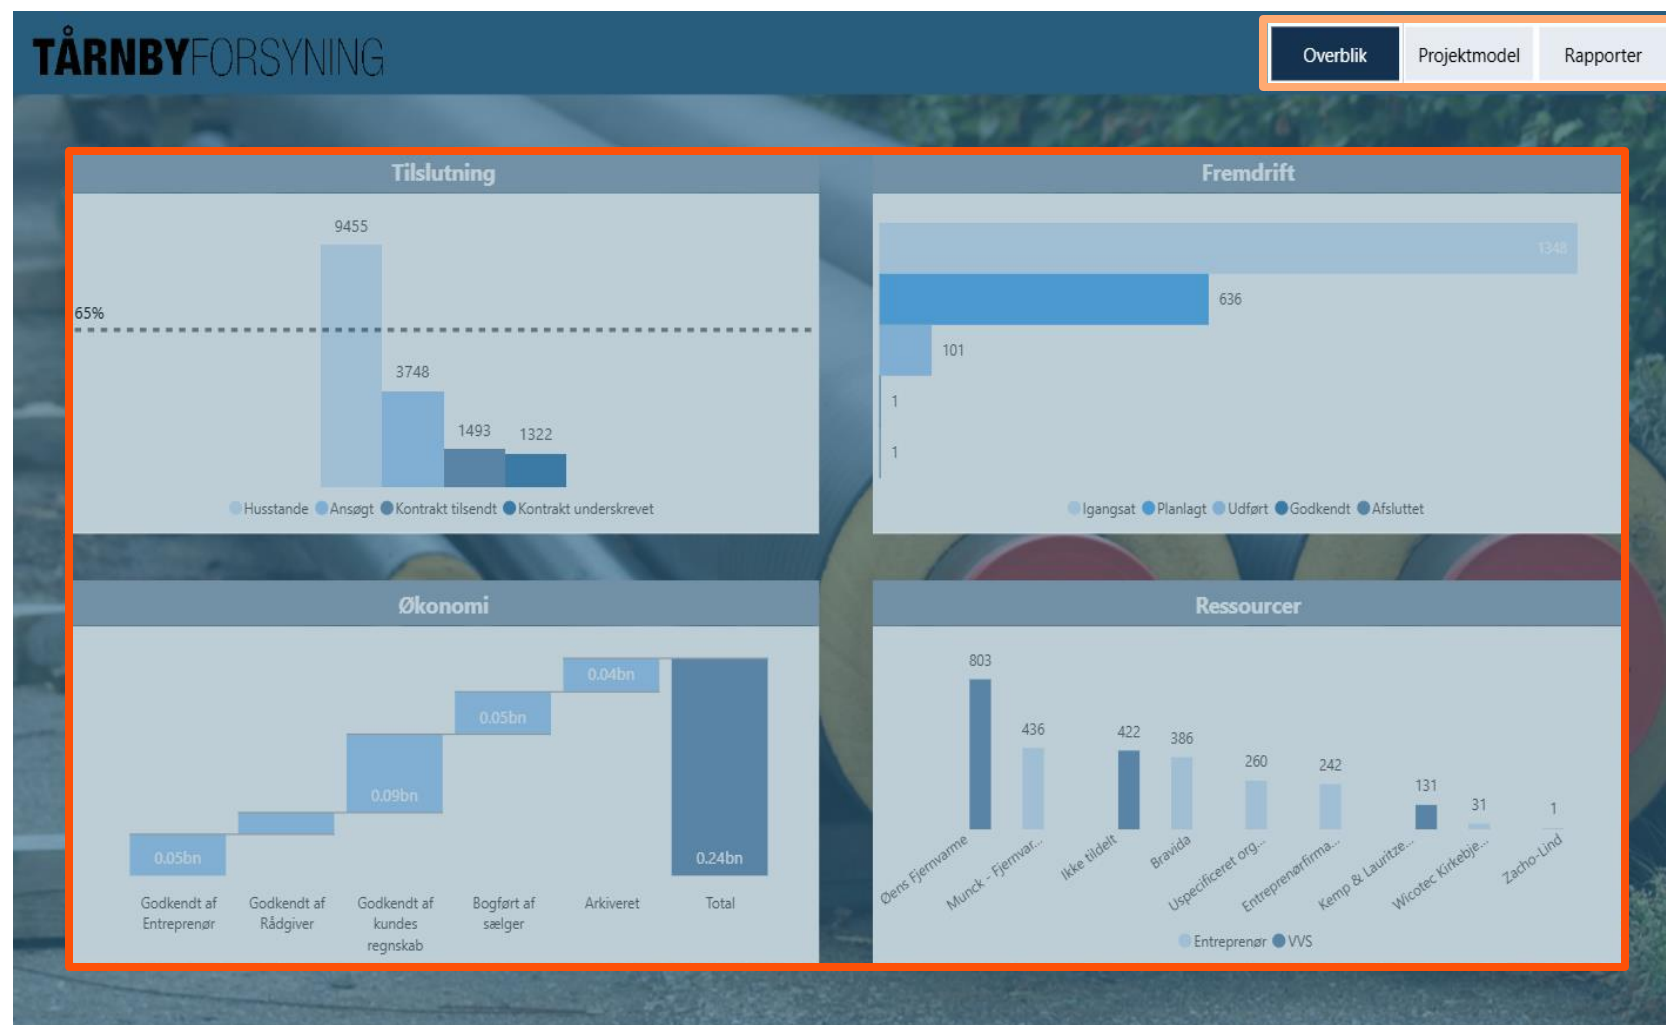 TÅRNBYFORSYNING
Overblik
Projektmodel
Rapporter
Tilslutning
9455
65%
3748
1493
1322
Husstande Ansøgt Kontrakt tilsendt Kontrakt underskrevet
Fremdrift
1348
636
101
1
1
Igangsat Planlagt Udført Godkendt Afsluttet
Økonomi
0.04bn
0.05bn
0.09bn
0.05bn
0.24bn
Godkendt af
Entreprenør
Godkendt af
Rådgiver
Godkendt af
kundes
regnskab
Bogført af
sælger
Arkiveret
Total
Ressourcer
803
436
422
386
260
242
131
31
1
Øens Fjernvarme
Munck - Fjernvar...
Ikke tildelt
Bravida
Uspecificeret org...
Entreprenørfirma...
Kemp & Lauritze...
Wicotec Kirkebje...
Zacho-Lind
Entreprenør VVS